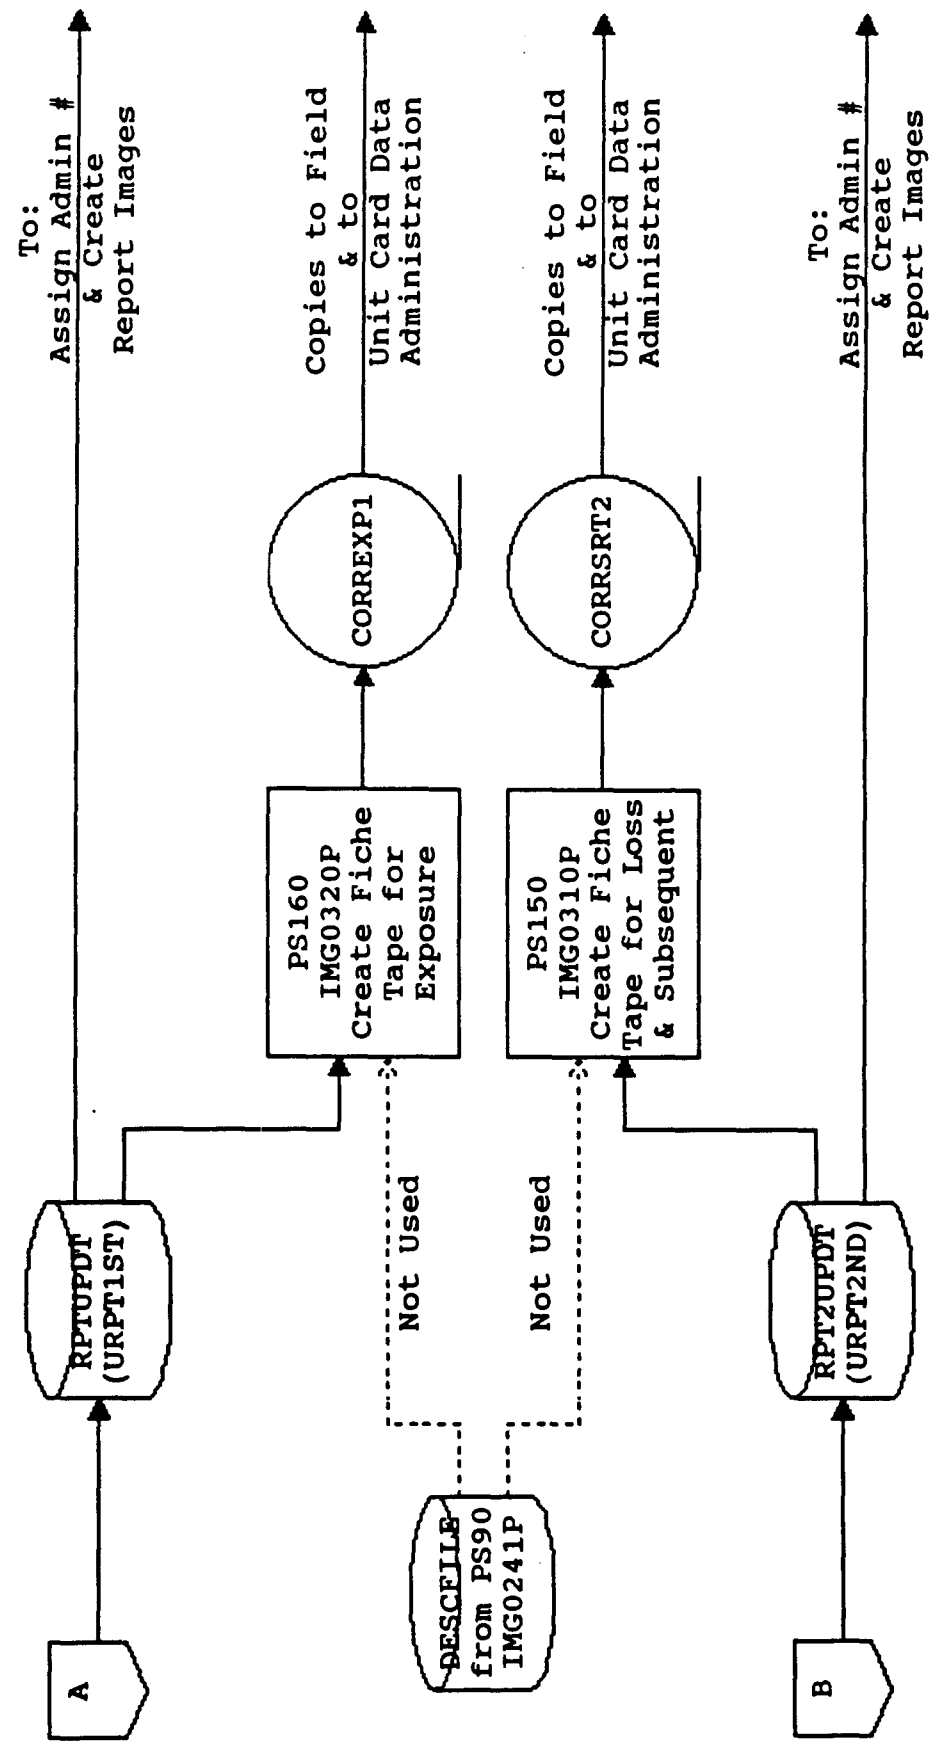 A
RPTUPDT
(URPT1ST)
To:
Assign Admin #
& Create
Report Images
PS160
IMG0320P
Create Fiche
Tape for
Exposure
CORREXP1
Copies to Field
& to
Unit Card Data
Administration
Not Used
DESCFILE
from PS90
IMG0241P
Not Used
PS150
IMG0310P
Create Fiche
Tape for Loss
& Subsequent
CORRSRT2
Copies to Field
& to
Unit Card Data
Administration
B
RPT2UPDT
(URPT2ND)
To:
Assign Admin #
& Create
Report Images